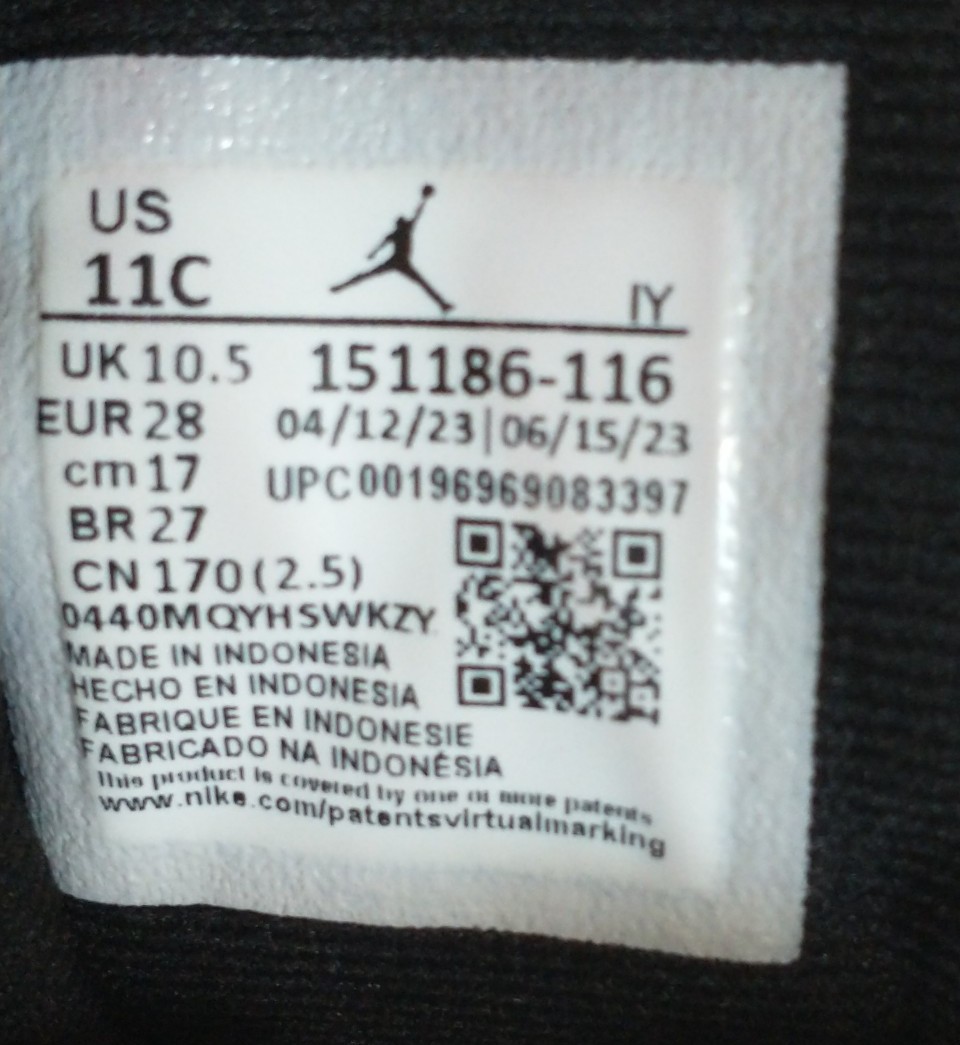 US
11C
IY
UK 10.5 151186-116
EUR 28 04/12/23|06/15/23
cm 17 UPC00196969083397
BR 27
CN 170(2.5)
0440MQYHSWKZY
MADE IN INDONESIA
HECHO EN INDONESIA
FABRIQUE EN INDONESIE
FABRICADO NA INDONÉSIA
This product is covered by one or more patents
www.nike.com/patentsvirtualmarking